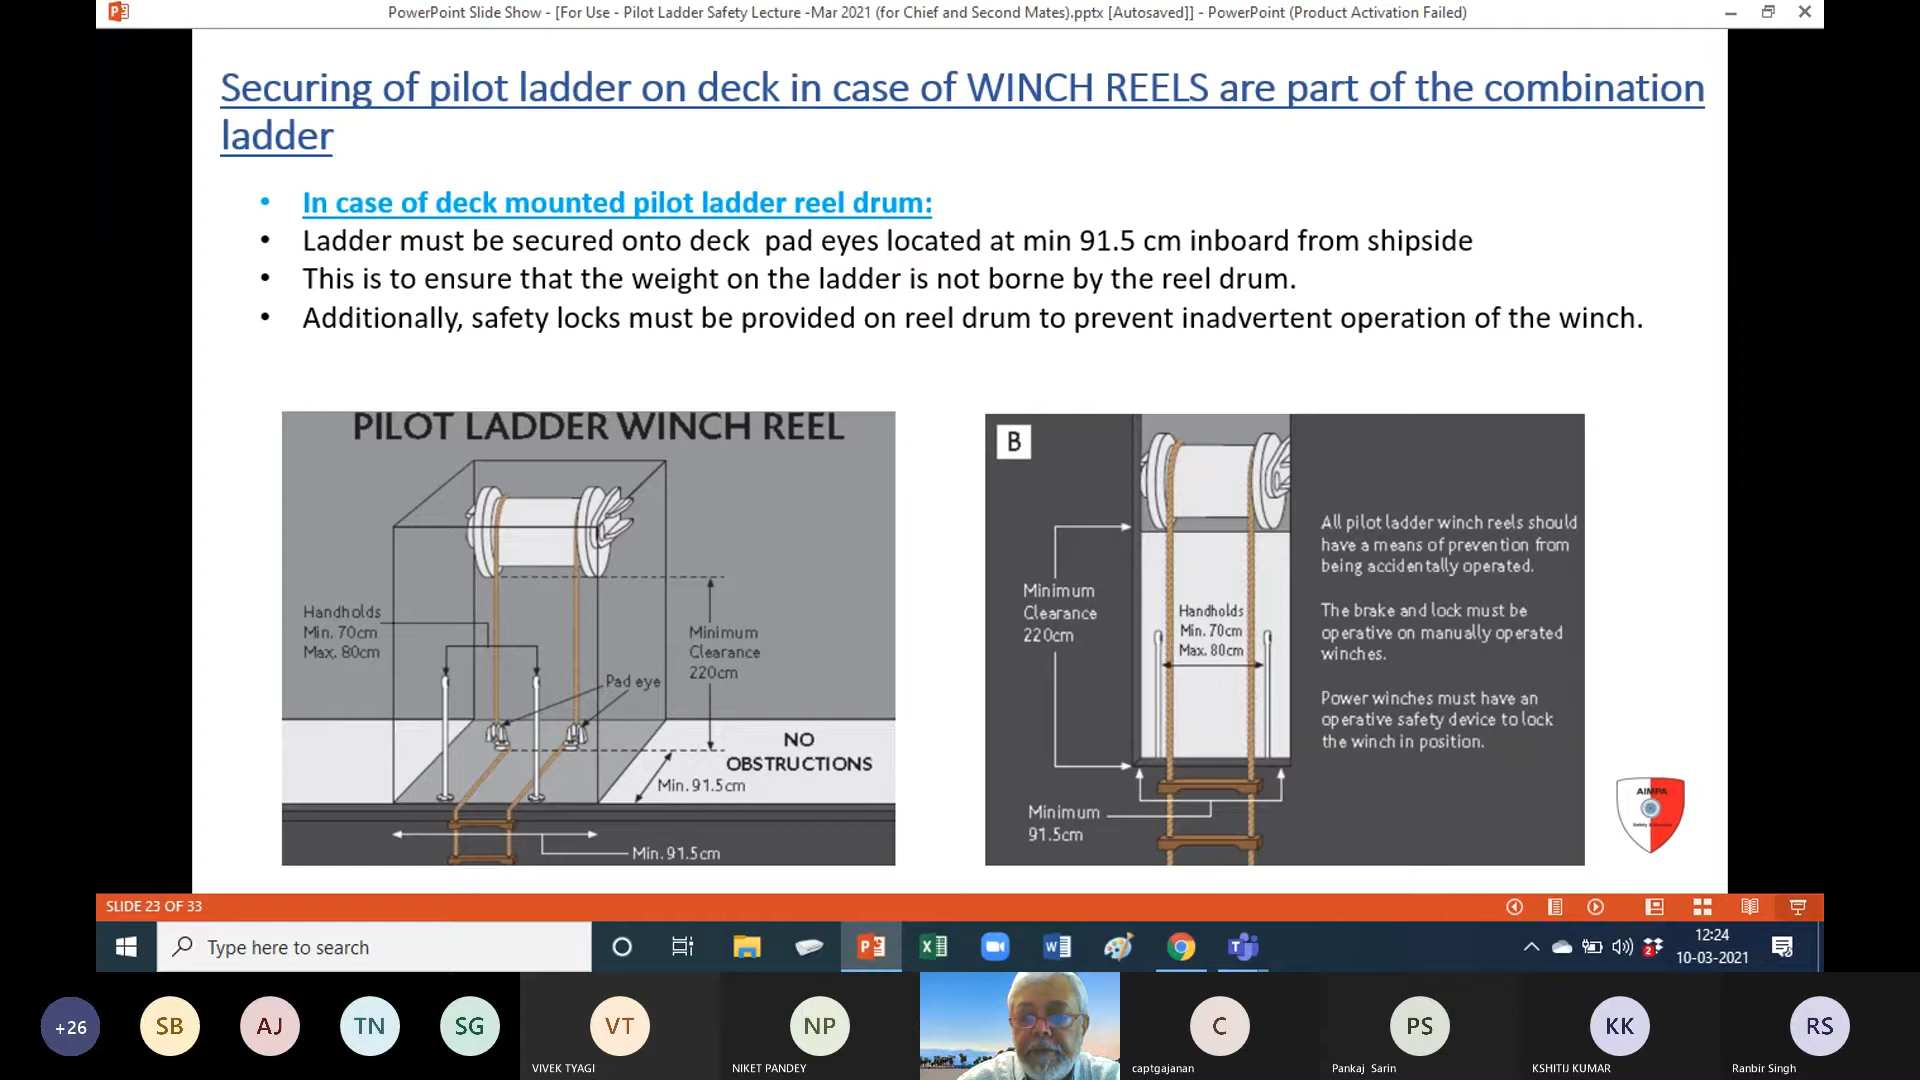 PowerPoint Slide Show - [For Use - Pilot Ladder Safety Lecture -Mar 2021 (for Chief and Second Mates).pptx [Autosaved]] - PowerPoint (Product Activation Failed)
Securing of pilot ladder on deck in case of WINCH REELS are part of the combination
ladder
• In case of deck mounted pilot ladder reel drum:
• Ladder must be secured onto deck pad eyes located at min 91.5 cm inboard from shipside
• This is to ensure that the weight on the ladder is not borne by the reel drum.
• Additionally, safety locks must be provided on reel drum to prevent inadvertent operation of the winch.
PILOT LADDER WINCH REEL
Handholds
Min. 70cm
Max. 80cm
Minimum
Clearance
220cm
Pad eye
NO
OBSTRUCTIONS
Min. 91.5cm
Min. 91.5cm
B
Minimum
Clearance
220cm
Handholds
Min. 70cm
Max. 80cm
Minimum
91.5cm
All pilot ladder winch reels should
have a means of prevention from
being accidentally operated.
The brake and lock must be
operative on manually operated
winches.
Power winches must have an
operative safety device to lock
the winch in position.
AIMPA
SLIDE 23 OF 33
Type here to search
12:24
10-03-2021
+26
SB
AJ
TN
SG
VT
VIVEK TYAGI
NP
NIKET PANDEY
C
captgajanan
PS
Pankaj Sarin
KK
KSHITIJ KUMAR
RS
Ranbir Singh